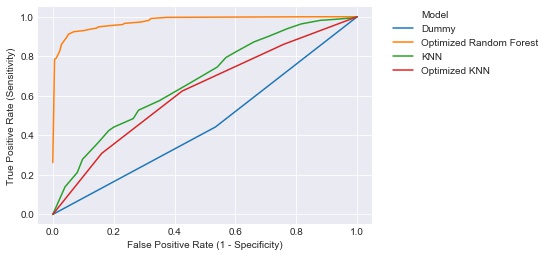 1.0
0.8
0.6
0.4
0.2
0.0
True Positive Rate (Sensitivity)
0.0 0.2 0.4 0.6 0.8 1.0
False Positive Rate (1 - Specificity)
Model
Dummy
Optimized Random Forest
KNN
Optimized KNN